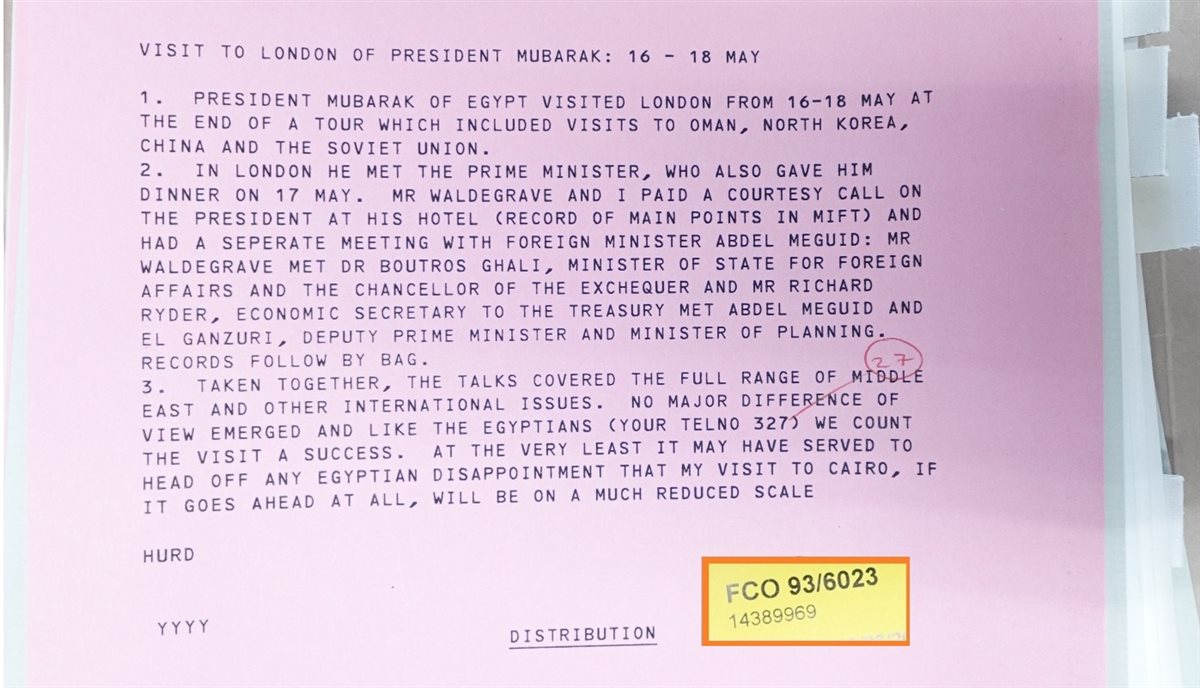 VISIT TO LONDON OF PRESIDENT MUBARAK: 16 - 18 MAY
1. PRESIDENT MUBARAK OF EGYPT VISITED LONDON FROM 16-18 MAY AT
THE END OF A TOUR WHICH INCLUDED VISITS TO OMAN, NORTH KOREA,
CHINA AND THE SOVIET UNION.
2. IN LONDON HE MET THE PRIME MINISTER, WHO ALSO GAVE HIM
DINNER ON 17 MAY. MR WALDEGRAVE AND I PAID A COURTESY CALL ON
THE PRESIDENT AT HIS HOTEL (RECORD OF MAIN POINTS IN MIFT) AND
HAD A SEPERATE MEETING WITH FOREIGN MINISTER ABDEL MEGUID: MR
WALDEGRAVE MET DR BOUTROS GHALI, MINISTER OF STATE FOR FOREIGN
AFFAIRS AND THE CHANCELLOR OF THE EXCHEQUER AND MR RICHARD
RYDER, ECONOMIC SECRETARY TO THE TREASURY MET ABDEL MEGUID AND
EL GANZURI, DEPUTY PRIME MINISTER AND MINISTER OF PLANNING.
RECORDS FOLLOW BY BAG.
27
3. TAKEN TOGETHER, THE TALKS COVERED THE FULL RANGE OF MIDDLE
EAST AND OTHER INTERNATIONAL ISSUES. NO MAJOR DIFFERENCE OF
VIEW EMERGED AND LIKE THE EGYPTIANS (YOUR TELNO 327) WE COUNT
THE VISIT A SUCCESS. AT THE VERY LEAST IT MAY HAVE SERVED TO
HEAD OFF ANY EGYPTIAN DISAPPOINTMENT THAT MY VISIT TO CAIRO, IF
IT GOES AHEAD AT ALL, WILL BE ON A MUCH REDUCED SCALE
HURD
YYYY
DISTRIBUTION
FCO 93/6023
14389969